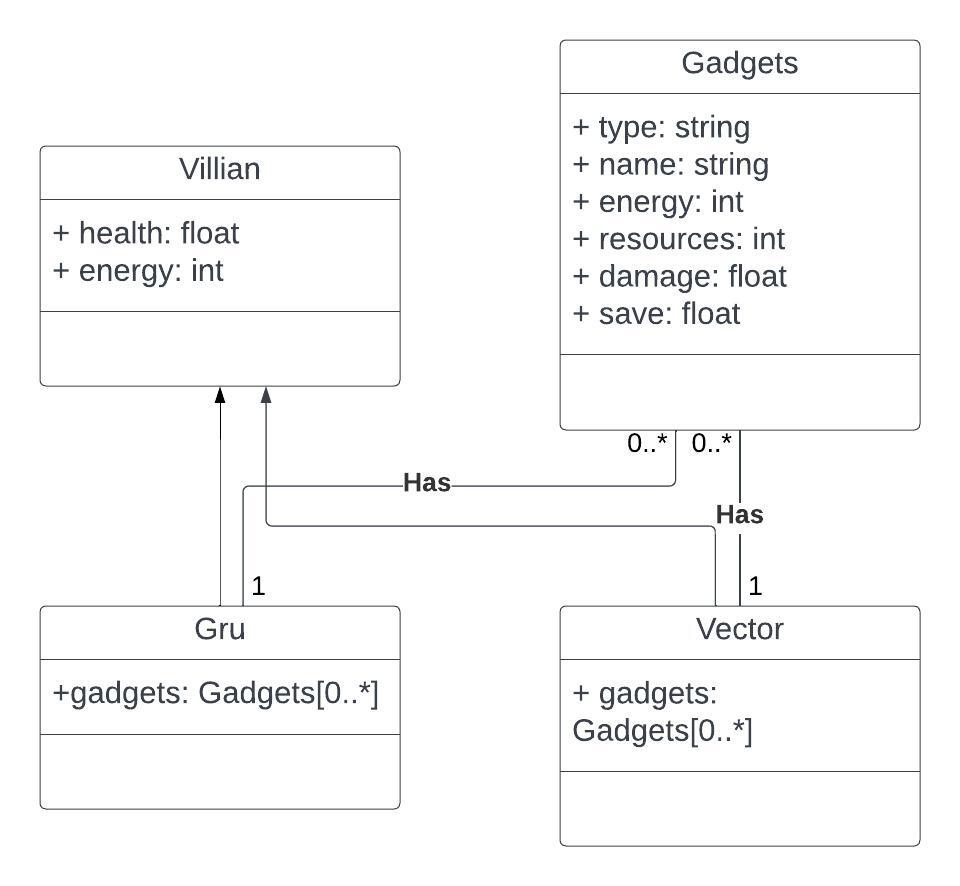 Gadgets
+ type: string
+ name: string
+ energy: int
+ resources: int
+ damage: float
+ save: float
Villian
+ health: float
+ energy: int
0..*
0..*
Has
Has
1
1
Gru
+gadgets: Gadgets[0..*]
Vector
+ gadgets:
Gadgets[0..*]